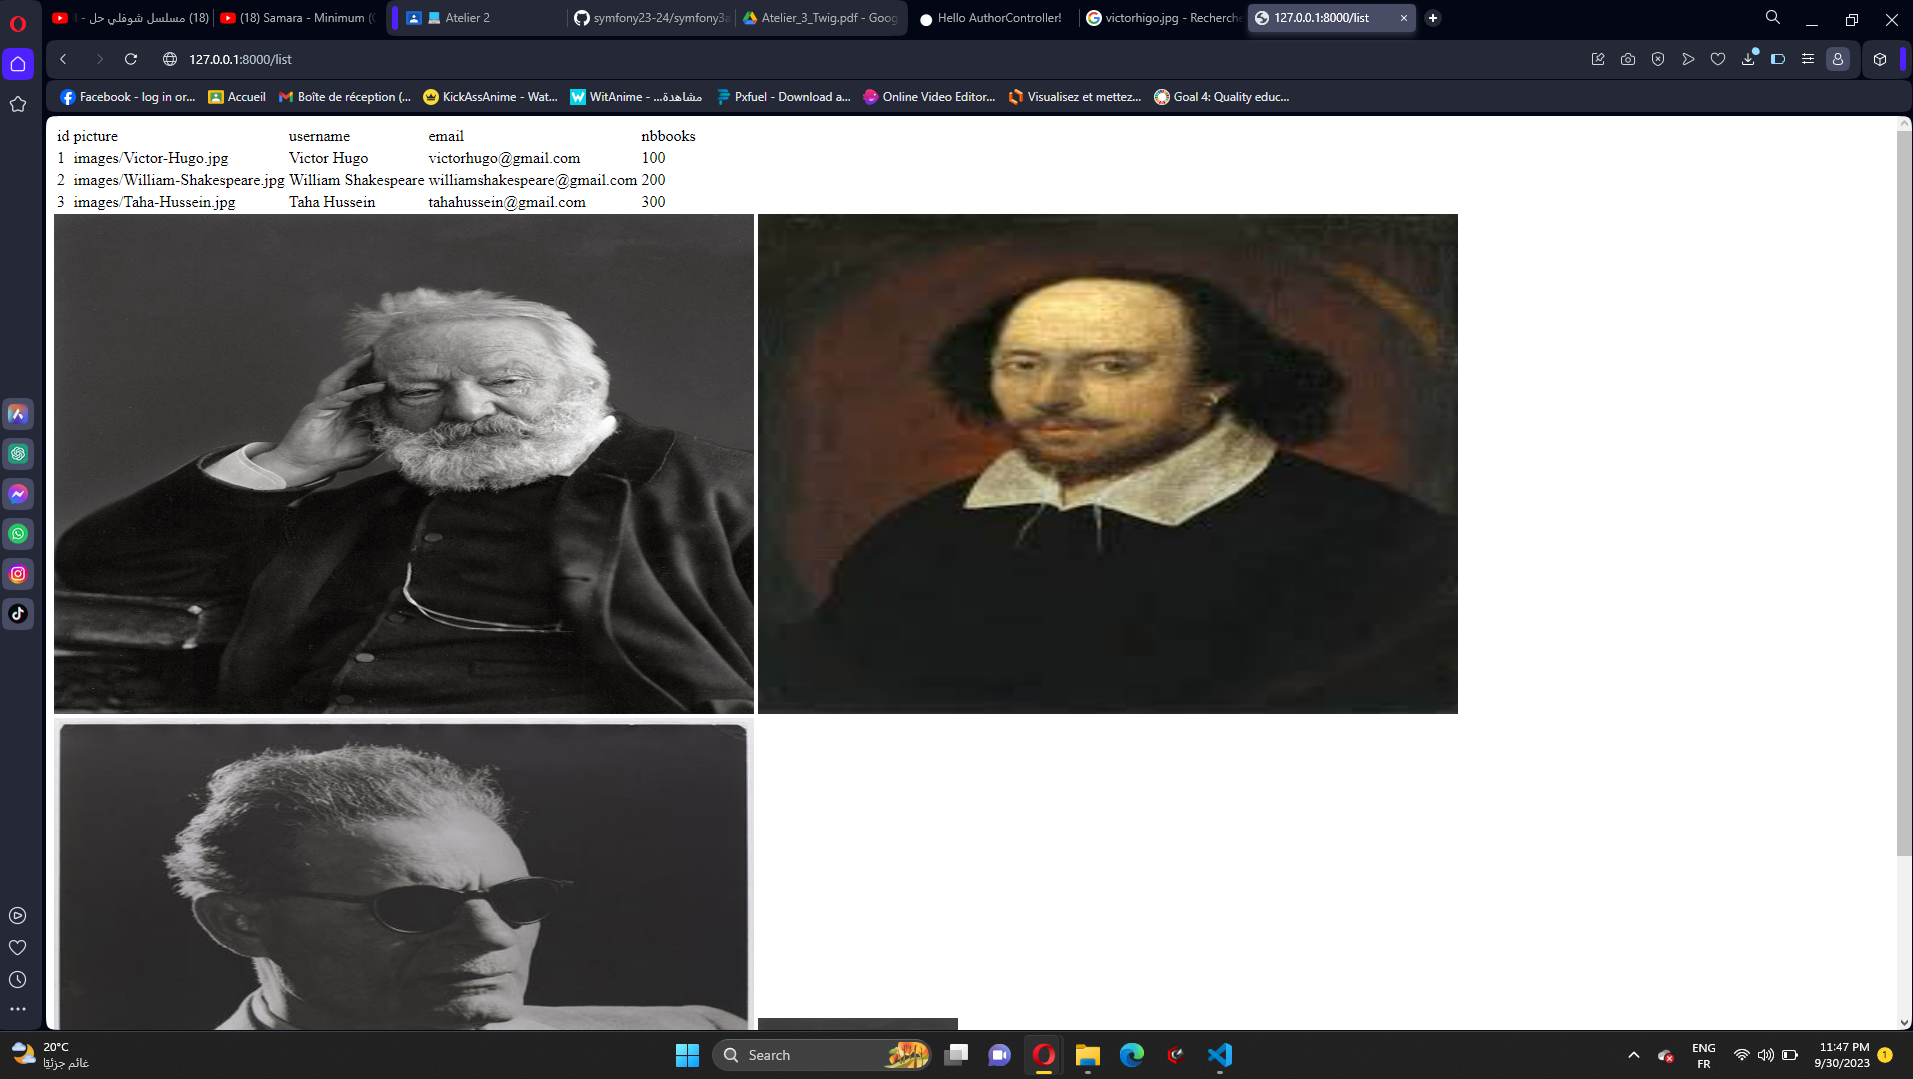 (18) مسلسل شوفلي حل - ا
(18) Samara - Minimum (
Atelier 2
symfony23-24/symfony3a
Atelier_3_Twig.pdf - Goog
Hello AuthorController!
victorhigo.jpg - Recherche
127.0.0.1:8000/list
127.0.0.1:8000/list
Facebook - log in or...
Accueil
Boîte de réception (...
KickAssAnime - Wat...
WitAnime - ...مشاهدة
Pxfuel - Download a...
Online Video Editor...
Visualisez et mettez...
Goal 4: Quality educ...
id picture username email nbbooks
1 images/Victor-Hugo.jpg Victor Hugo victorhugo@gmail.com 100
2 images/William-Shakespeare.jpg William Shakespeare williamshakespeare@gmail.com 200
3 images/Taha-Hussein.jpg Taha Hussein tahahussein@gmail.com 300
20°C
غائم جزئيًا
Search
ENG
FR
11:47 PM
9/30/2023
1